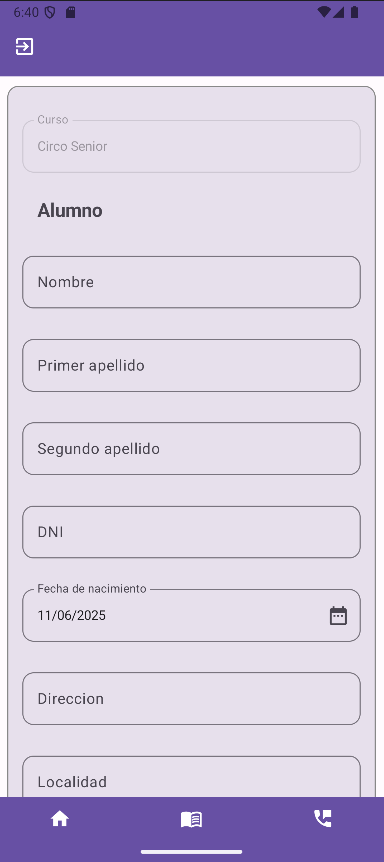 6:40
Curso
Circo Senior
Alumno
Nombre
Primer apellido
Segundo apellido
DNI
Fecha de nacimiento
11/06/2025
Direccion
Localidad